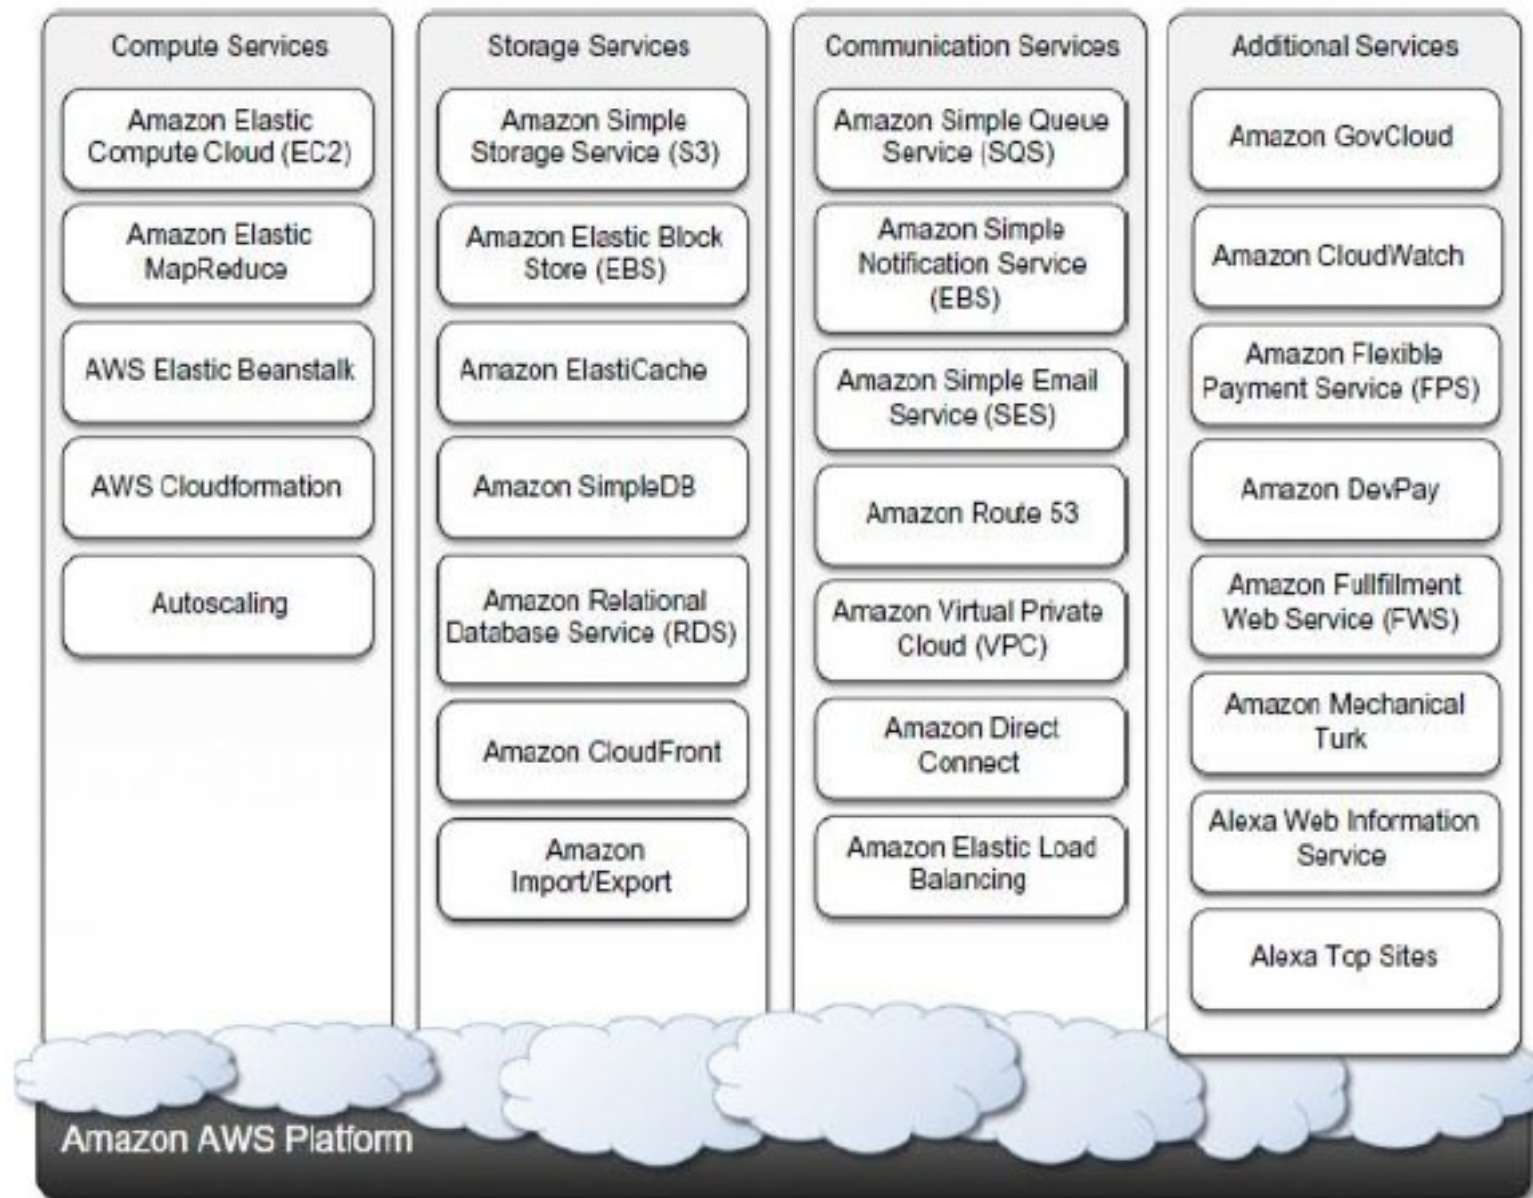 Compute Services
Amazon Elastic
Compute Cloud (EC2)
Amazon Elastic
MapReduce
AWS Elastic Beanstalk
AWS Cloudformation
Autoscaling
Storage Services
Amazon Simple
Storage Service (S3)
Amazon Elastic Block
Store (EBS)
Amazon ElastiCache
Amazon SimpleDB
Amazon Relational
Database Service (RDS)
Amazon CloudFront
Amazon
Import/Export
Communication Services
Amazon Simple Queue
Service (SQS)
Amazon Simple
Notification Service
(EBS)
Amazon Simple Email
Service (SES)
Amazon Route 53
Amazon Virtual Private
Cloud (VPC)
Amazon Direct
Connect
Amazon Elastic Load
Balancing
Additional Services
Amazon GovCloud
Amazon CloudWatch
Amazon Flexible
Payment Service (FPS)
Amazon DevPay
Amazon Fullfillment
Web Service (FWS)
Amazon Mechanical
Turk
Alexa Web Information
Service
Alexa Top Sites
Amazon AWS Platform